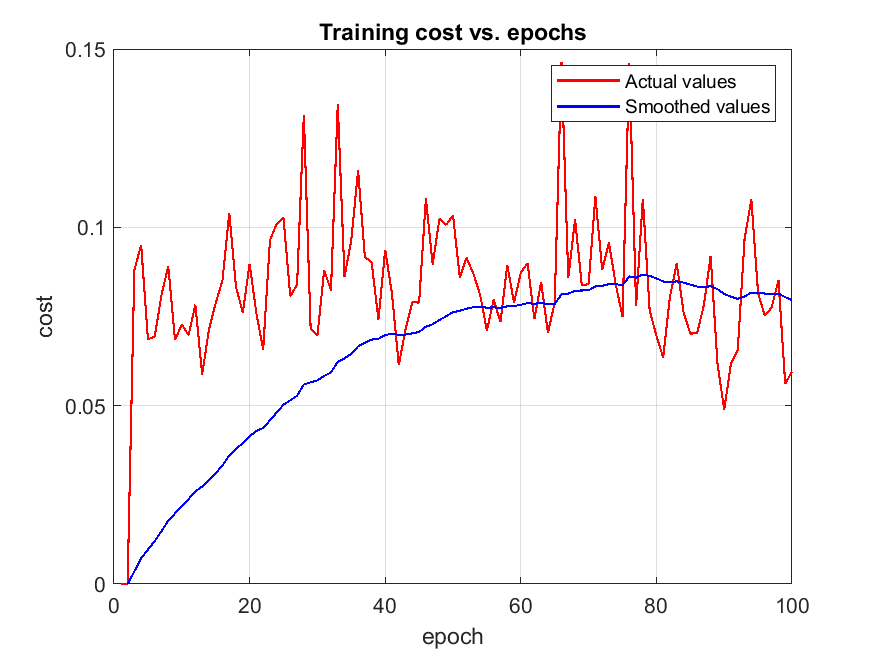 Training cost vs. epochs
0.15
Actual values
Smoothed values
0.1
cost
0.05
0
0 20 40 60 80 100
epoch